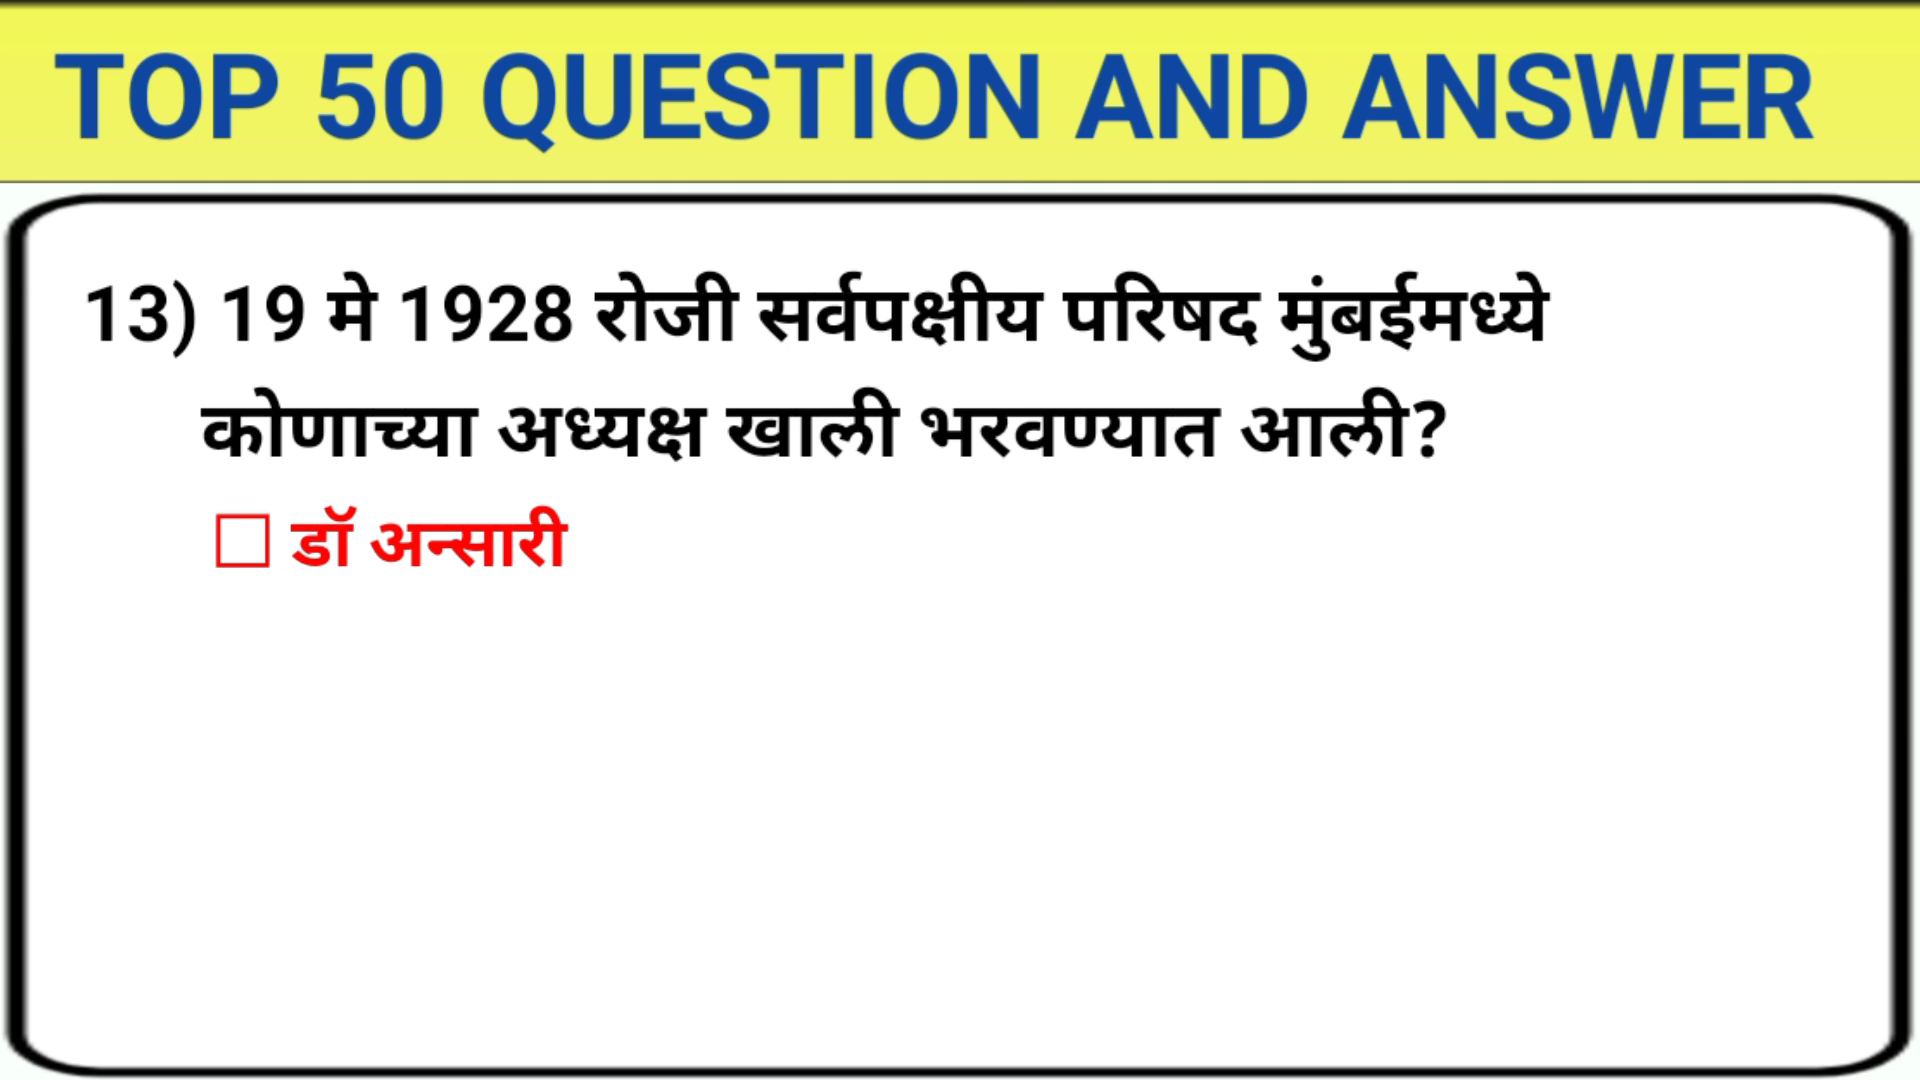 TOP 50 QUESTION AND ANSWER
13) 19 मे 1928 रोजी सर्वपक्षीय परिषद मुंबईमध्ये
कोणाच्या अध्यक्ष खाली भरवण्यात आली?
□ डॉ अन्सारी